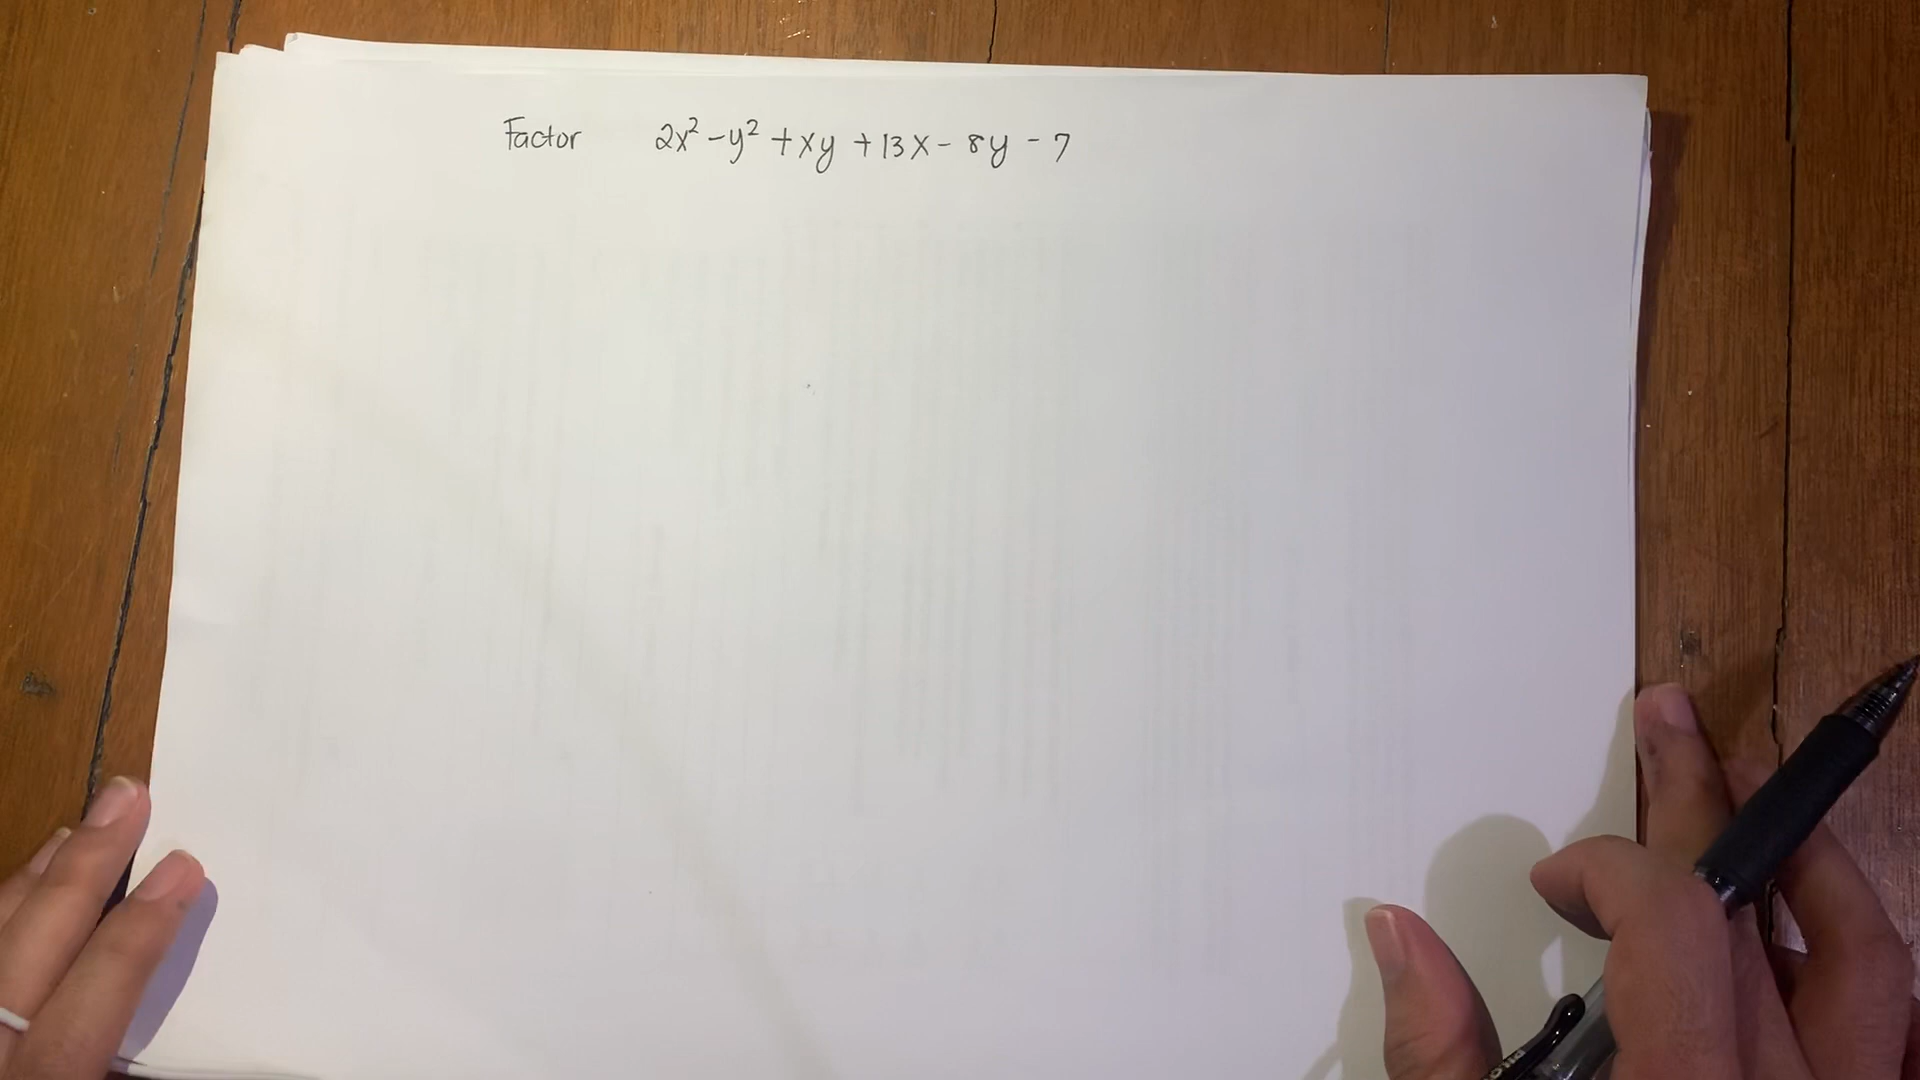 Factor 2x² - y² + xy + 13x - 8y - 7